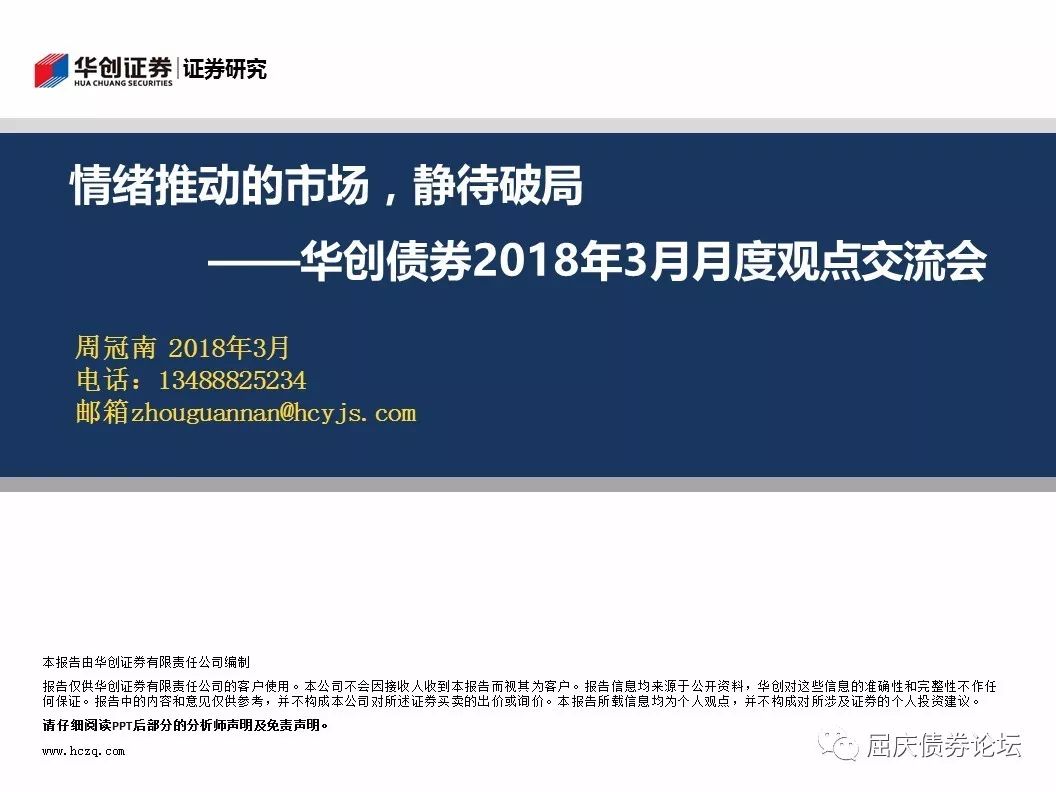 华创证券 证券研究
HUA CHUANG SECURITIES
情绪推动的市场，静待破局
——华创债券2018年3月月度观点交流会
周冠南 2018年3月
电话：13488825234
邮箱zhouguannan@hcyjs.com
本报告由华创证券有限责任公司编制
报告仅供华创证券有限责任公司的客户使用。本公司不会因接收人收到本报告而视其为客户。报告信息均来源于公开资料，华创对这些信息的准确性和完整性不作任
何保证。报告中的内容和意见仅供参考，并不构成本公司对所述证券买卖的出价或询价。本报告所载信息均为个人观点，并不构成对所涉及证券的个人投资建议。
请仔细阅读PPT后部分的分析师声明及免责声明。
www.hczq.com
屈庆债券论坛